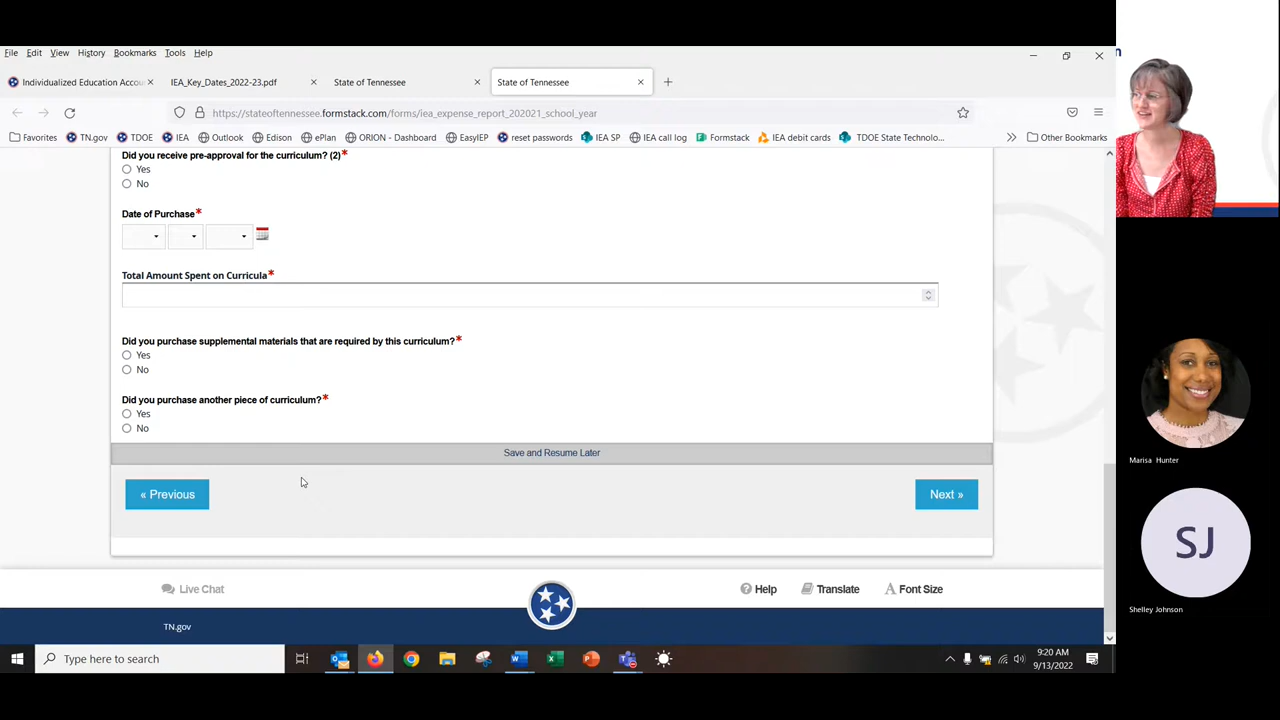 File Edit View History Bookmarks Tools Help
Individualized Education Accou
IEA_Key_Dates_2022-23.pdf
State of Tennessee
State of Tennessee
https://stateoftennessee.formstack.com/forms/iea_expense_report_202021_school_year
Favorites TN.gov TDOE IEA Outlook Edison ePlan ORION - Dashboard EasyIEP reset passwords IEA SP IEA call log Formstack IEA debit cards TDOE State Technolo... Other Bookmarks
Did you receive pre-approval for the curriculum? (2)*
Yes
No
Date of Purchase*
Total Amount Spent on Curricula*
Did you purchase supplemental materials that are required by this curriculum?*
Yes
No
Did you purchase another piece of curriculum?*
Yes
No
Save and Resume Later
« Previous
Next »
Live Chat
Help
Translate
A Font Size
TN.gov
Type here to search
9:20 AM
9/13/2022
n
Marisa Hunter
SJ
Shelley Johnson